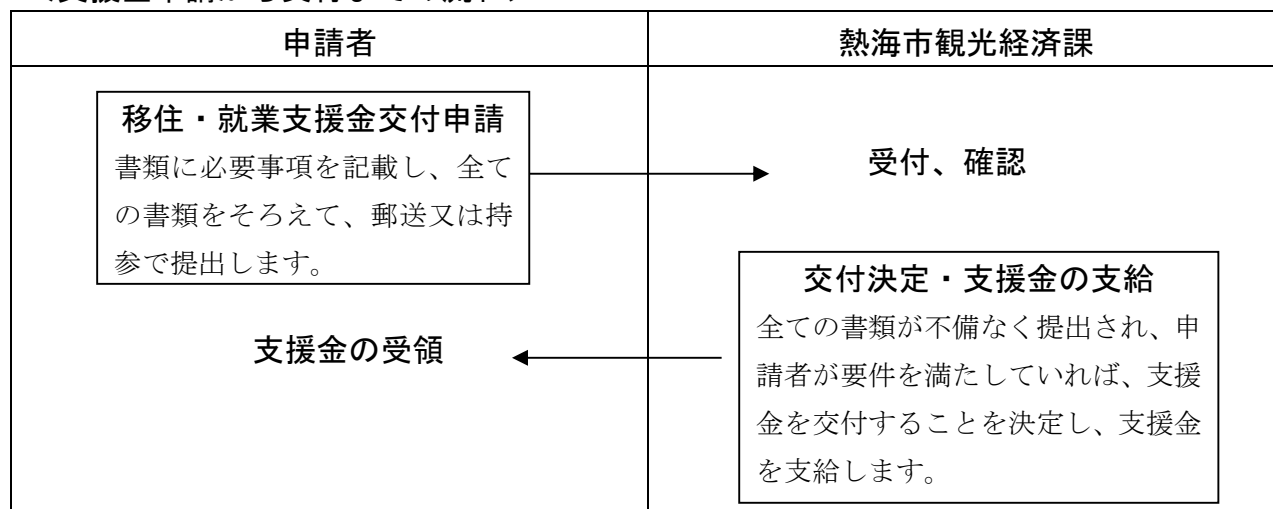 申請者
熱海市観光経済課
移住・就業支援金交付申請
書類に必要事項を記載し、全て
の書類をそろえて、郵送又は持
参で提出します。
受付、確認
交付決定・支援金の支給
全ての書類が不備なく提出され、申
請者が要件を満たしていれば、支援
金を交付することを決定し、支援金
を支給します。
支援金の受領